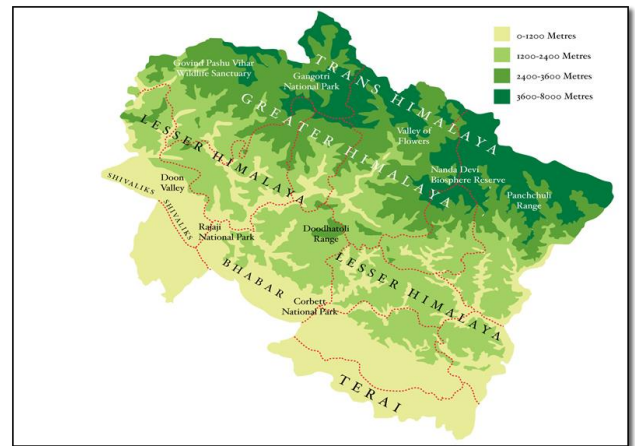 0-1200 Metres
1200-2400 Metres
2400-3600 Metres
3600-8000 Metres
Govind Pashu Vihar
Wildlife Sanctuary
Gangotri
National Park
TRANS HIMALAYA
GREATER HIMALAYA
Valley of
Flowers
LESSER HIMALAYA
Nanda Devi
Biosphere Reserve
Panchchuli
Range
SHIVALIKS
Doon
Valley
SHIVALIKS
Rajaji
National Park
Doodhatoli
Range
BHABAR
LESSER HIMALAYA
Corbett
National Park
TERAI